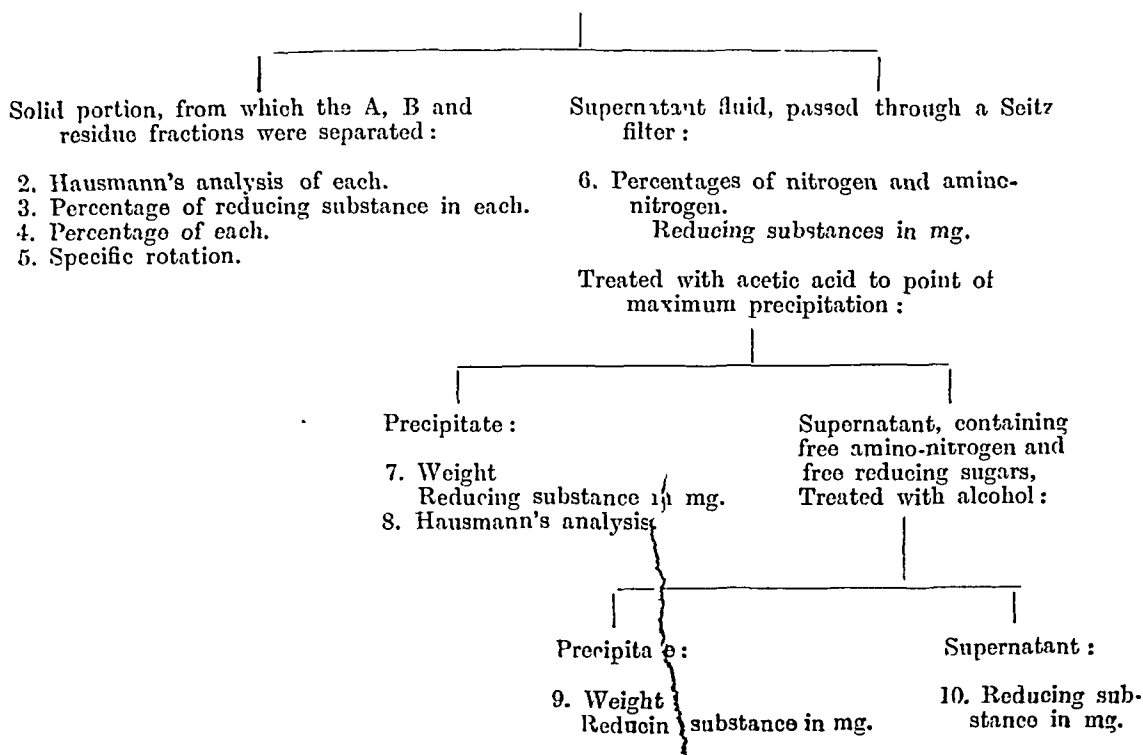 Solid portion, from which the A, B and
residue fractions were separated :
2. Hausmann's analysis of each.
3. Percentage of reducing substance in each.
4. Percentage of each.
5. Specific rotation.
Supernatant fluid, passed through a Seitz
filter :
6. Percentages of nitrogen and amino-
nitrogen.
Reducing substances in mg.
Treated with acetic acid to point of
maximum precipitation :
Precipitate :
7. Weight
Reducing substance in mg.
8. Hausmann's analysis
Supernatant, containing
free amino-nitrogen and
free reducing sugars,
Treated with alcohol :
Precipita e :
9. Weight
Reducin substance in mg.
Supernatant :
10. Reducing sub-
stance in mg.